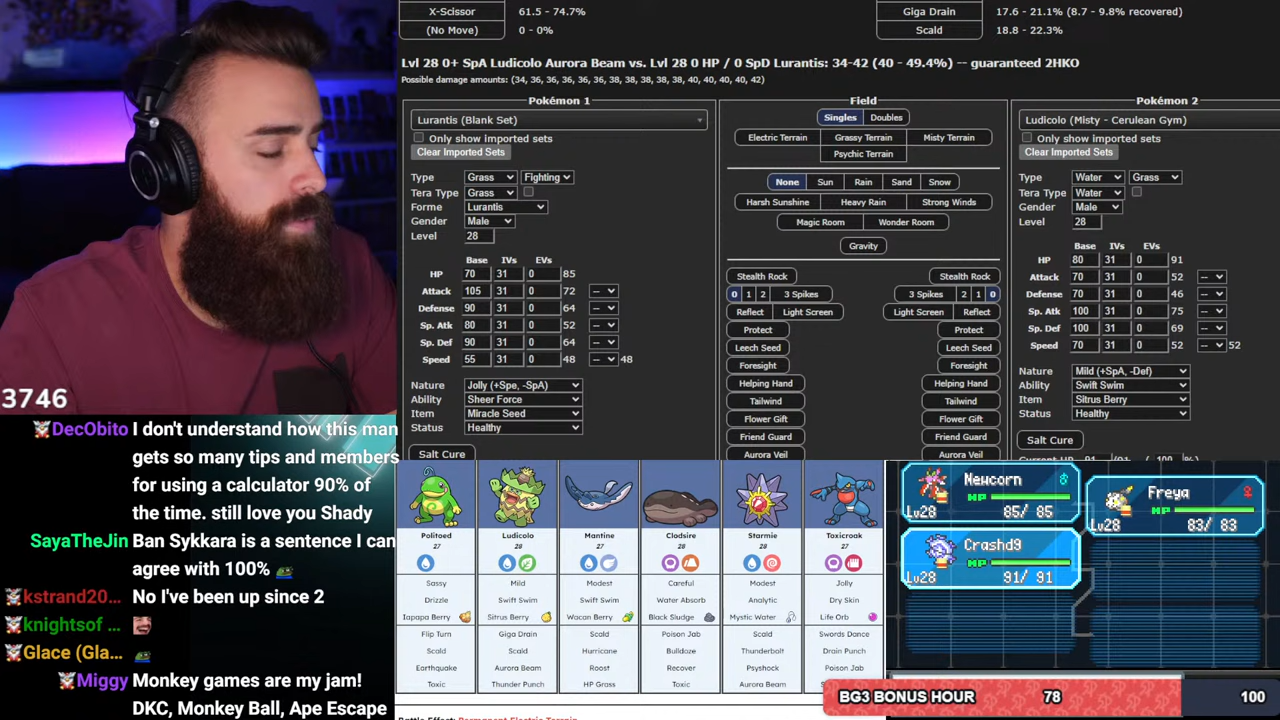 X-Scissor 61.5 - 74.7%
(No Move) 0 - 0%
Giga Drain 17.6 - 21.1% (8.7 - 9.8% recovered)
Scald 18.8 - 22.3%
Lvl 28 0+ SpA Ludicolo Aurora Beam vs. Lvl 28 0 HP / 0 SpD Lurantis: 34-42 (40 - 49.4%) -- guaranteed 2HKO
Possible damage amounts: (34, 36, 36, 36, 36, 36, 38, 38, 38, 38, 38, 40, 40, 40, 40, 42)
Pokémon 1
Lurantis (Blank Set)
Only show imported sets
Clear Imported Sets
Type Grass Fighting
Tera Type Grass
Forme Lurantis
Gender Male
Level 28
Base IVs EVs
HP 70 31 0 85
Attack 105 31 0 72 --
Defense 90 31 0 64 --
Sp. Atk 80 31 0 52 --
Sp. Def 90 31 0 64 --
Speed 55 31 0 48 -- 48
Nature Jolly (+Spe, -SpA)
Ability Sheer Force
Item Miracle Seed
Status Healthy
Salt Cure
Field
Singles Doubles
Electric Terrain Grassy Terrain Misty Terrain
Psychic Terrain
None Sun Rain Sand Snow
Harsh Sunshine Heavy Rain Strong Winds
Magic Room Wonder Room
Gravity
Stealth Rock Stealth Rock
0 1 2 3 Spikes 3 Spikes 2 1 0
Reflect Light Screen Light Screen Reflect
Protect Protect
Leech Seed Leech Seed
Foresight Foresight
Helping Hand Helping Hand
Tailwind Tailwind
Flower Gift Flower Gift
Friend Guard Friend Guard
Aurora Veil Aurora Veil
Pokémon 2
Ludicolo (Misty - Cerulean Gym)
Only show imported sets
Clear Imported Sets
Type Water Grass
Tera Type Water
Gender Male
Level 28
Base IVs EVs
HP 80 31 0 91
Attack 70 31 0 52 --
Defense 70 31 0 46 --
Sp. Atk 100 31 0 75 --
Sp. Def 100 31 0 69 --
Speed 70 31 0 52 -- 52
Nature Mild (+SpA, -Def)
Ability Swift Swim
Item Sitrus Berry
Status Healthy
Salt Cure
3746
DecObito I don't understand how this man
gets so many tips and members
for using a calculator 90% of
the time. still love you Shady
SayaTheJin Ban Sykkara is a sentence I can
agree with 100%
kstrand20... No I've been up since 2
knightsof ...
Glace (Gla...
Miggy Monkey games are my jam!
DKC, Monkey Ball, Ape Escape
Politoed
27
Sassy
Drizzle
Iapapa Berry
Flip Turn
Scald
Earthquake
Toxic
Ludicolo
28
Mild
Swift Swim
Sitrus Berry
Giga Drain
Scald
Aurora Beam
Thunder Punch
Mantine
27
Modest
Swift Swim
Wacan Berry
Scald
Hurricane
Roost
HP Grass
Clodsire
28
Careful
Water Absorb
Black Sludge
Poison Jab
Bulldoze
Recover
Toxic
Starmie
28
Modest
Analytic
Mystic Water
Scald
Thunderbolt
Psyshock
Aurora Beam
Toxicroak
27
Jolly
Dry Skin
Life Orb
Swords Dance
Drain Punch
Poison Jab
Newcorn
HP
Lv28 85/ 85
Crashd9
HP
Lv28 91/ 91
Freya
HP
Lv28 83/ 83
BG3 BONUS HOUR 78 100